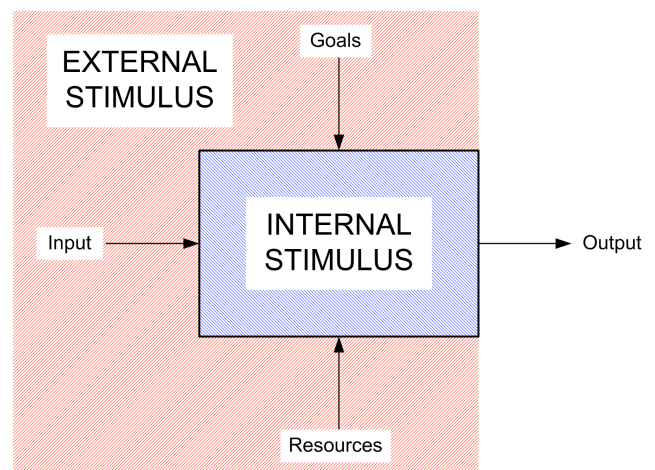 Goals
EXTERNAL
STIMULUS
Input
INTERNAL
STIMULUS
Output
Resources